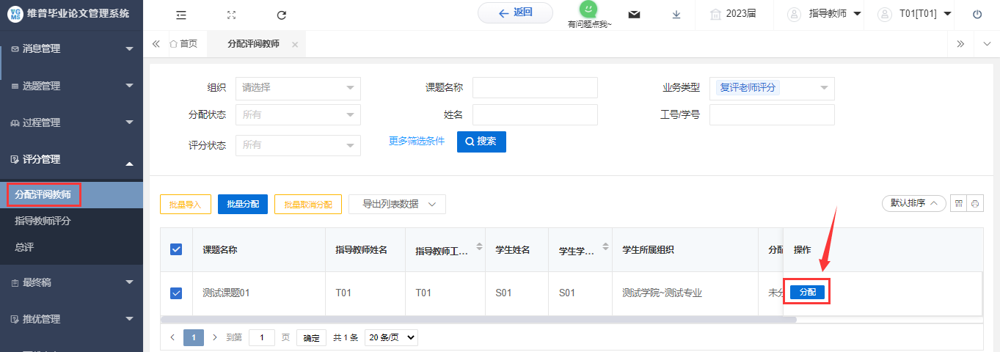 VG MS 维普毕业论文管理系统
返回
有问题点我~
2023届
指导教师
T01[T01]
消息管理
选题管理
过程管理
评分管理
分配评阅教师
指导教师评分
总评
最终稿
推优管理
首页
分配评阅教师
组织 请选择 课题名称 业务类型 复评老师评分
分配状态 所有 姓名 工号/学号
评分状态 所有 更多筛选条件 搜索
批量导入 批量分配 批量取消分配 导出列表数据 默认排序
课题名称 指导教师姓名 指导教师工... 学生姓名 学生学... 学生所属组织 分配 操作
测试课题01 T01 T01 S01 S01 测试学院~测试专业 未分 分配
1 到第 1 页 确定 共 1 条 20 条/页